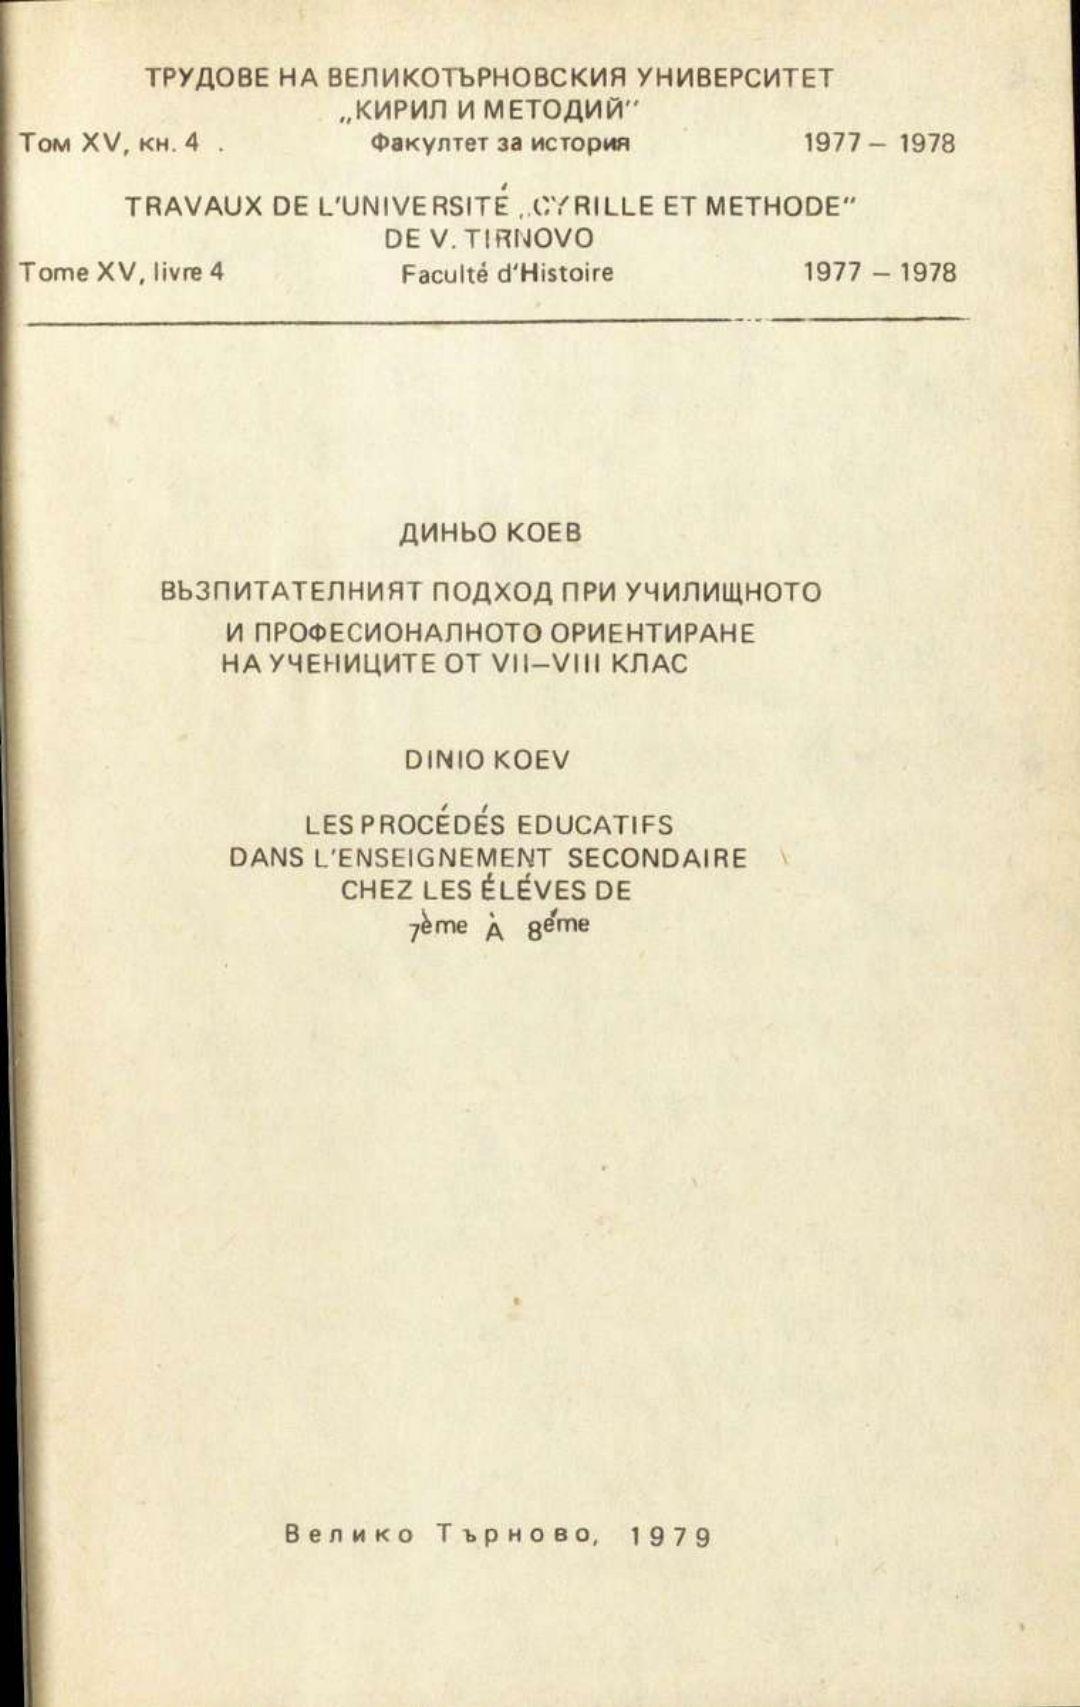 ТРУДОВЕ НА ВЕЛИКОТЪРНОВСКИЯ УНИВЕРСИТЕТ
„КИРИЛ И МЕТОДИЙ"
Том XV, кн. 4 . Факултет за история 1977 – 1978
TRAVAUX DE L'UNIVERSITÉ „CYRILLE ET METHODE"
DE V. TIRNOVO
Tome XV, livre 4 Faculté d'Histoire 1977 – 1978
ДИНЬО КОЕВ
ВЪЗПИТАТЕЛНИЯТ ПОДХОД ПРИ УЧИЛИЩНОТО
И ПРОФЕСИОНАЛНОТО ОРИЕНТИРАНЕ
НА УЧЕНИЦИТЕ ОТ VII–VIII КЛАС
DINIO KOEV
LES PROCÉDÉS EDUCATIFS
DANS L'ENSEIGNEMENT SECONDAIRE
CHEZ LES ÉLÉVES DE
7ème À 8éme
Велико Търново, 1979